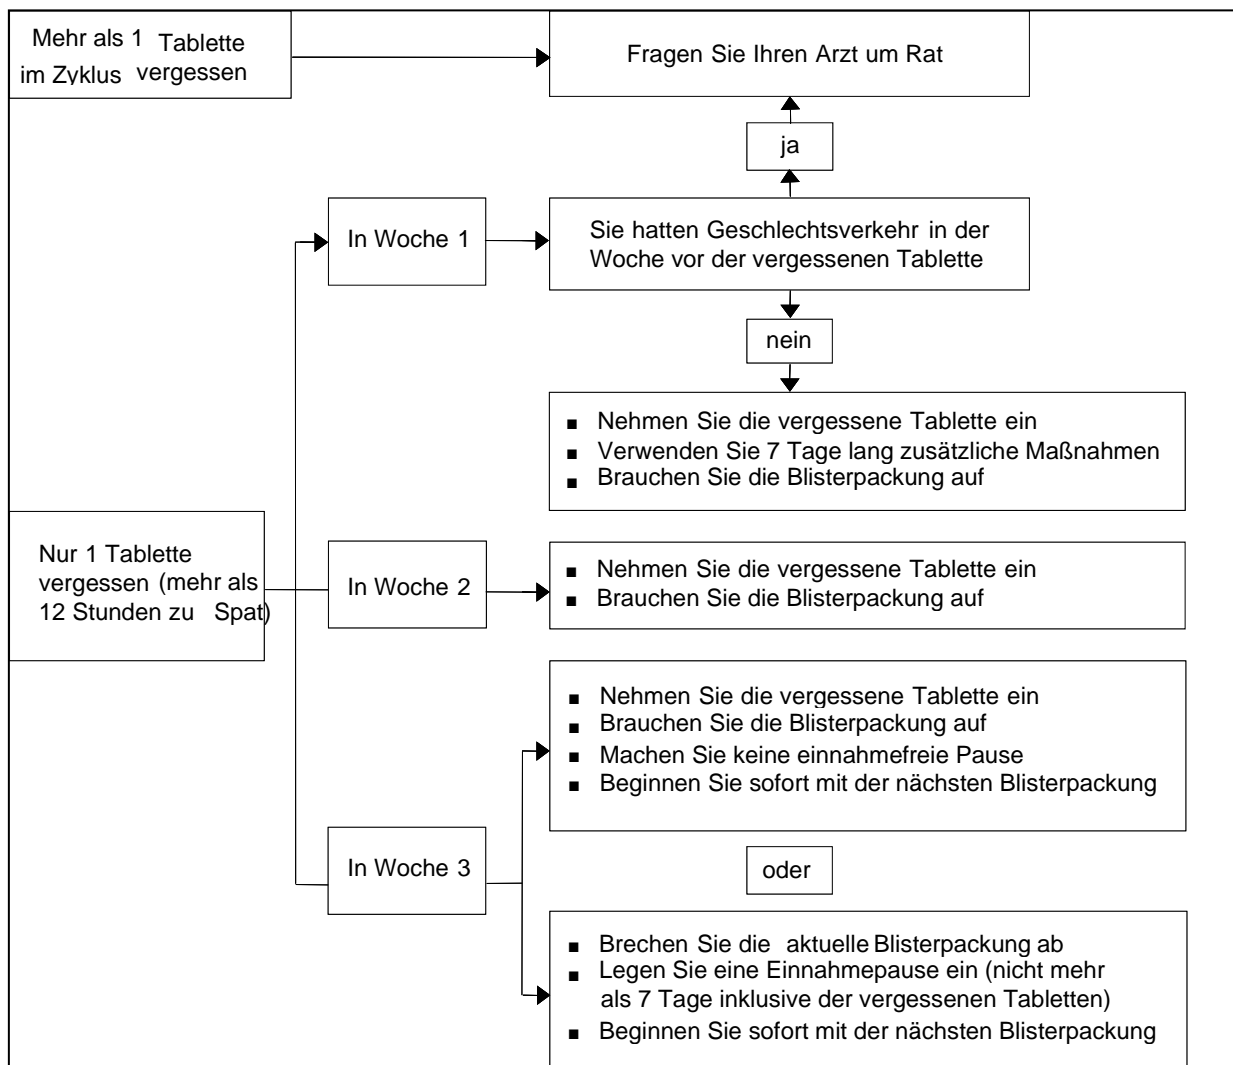 Mehr als 1 Tablette
im Zyklus vergessen
Fragen Sie Ihren Arzt um Rat
ja
In Woche 1
Sie hatten Geschlechtsverkehr in der
Woche vor der vergessenen Tablette
nein
▪ Nehmen Sie die vergessene Tablette ein
▪ Verwenden Sie 7 Tage lang zusätzliche Maßnahmen
▪ Brauchen Sie die Blisterpackung auf
Nur 1 Tablette
vergessen (mehr als
12 Stunden zu Spat)
In Woche 2
▪ Nehmen Sie die vergessene Tablette ein
▪ Brauchen Sie die Blisterpackung auf
▪ Nehmen Sie die vergessene Tablette ein
▪ Brauchen Sie die Blisterpackung auf
▪ Machen Sie keine einnahmefreie Pause
▪ Beginnen Sie sofort mit der nächsten Blisterpackung
In Woche 3
oder
▪ Brechen Sie die aktuelle Blisterpackung ab
▪ Legen Sie eine Einnahmepause ein (nicht mehr
als 7 Tage inklusive der vergessenen Tabletten)
▪ Beginnen Sie sofort mit der nächsten Blisterpackung